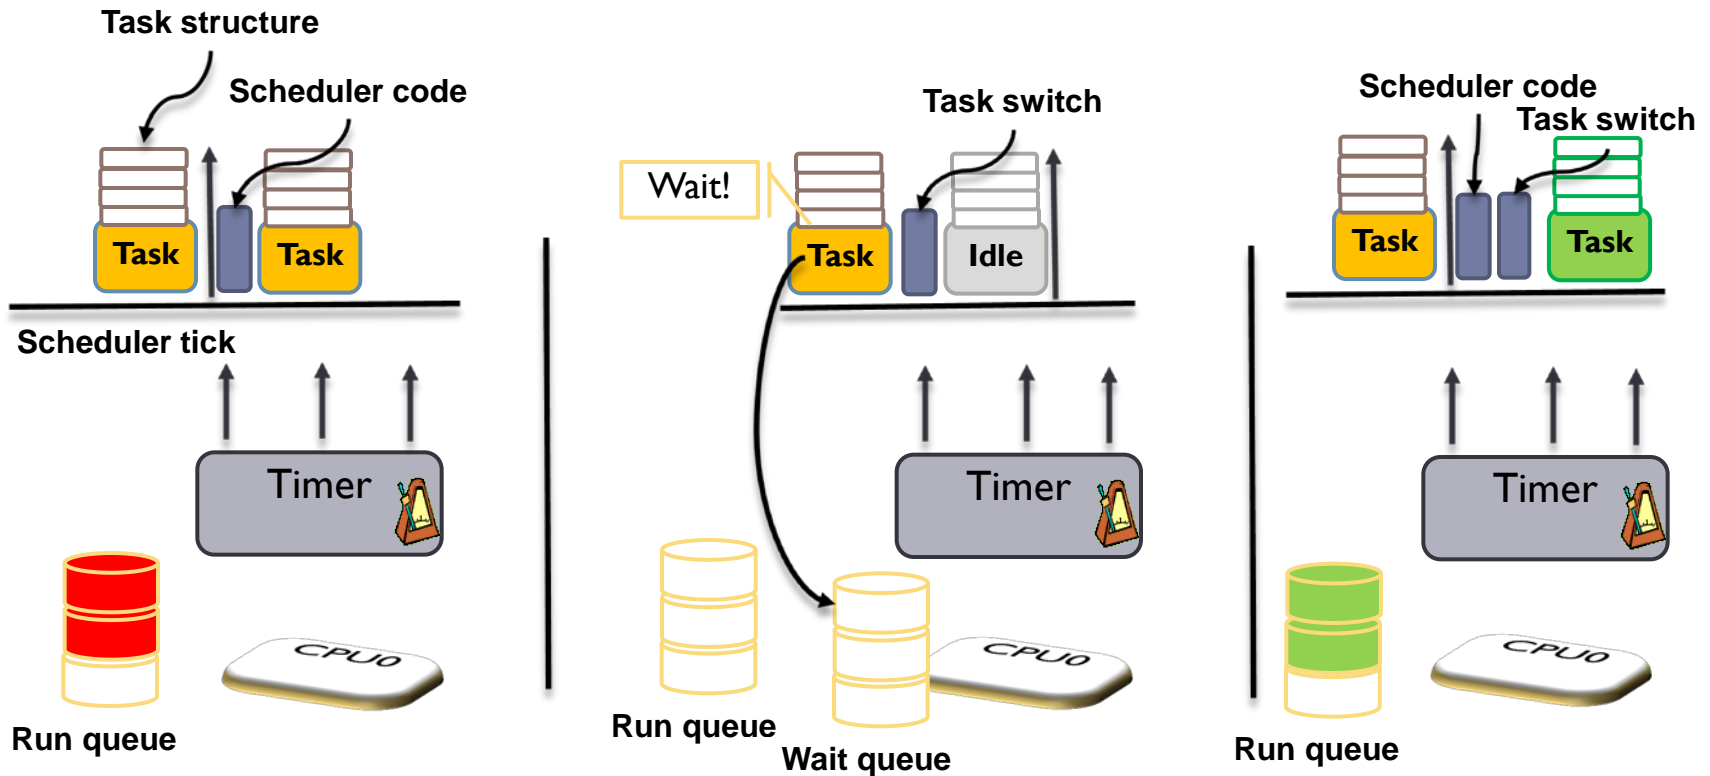 Task structure
Scheduler code
Task
Task
Scheduler tick
Timer
CPU0
Run queue
Task switch
Wait!
Task
Idle
Timer
CPU0
Run queue
Wait queue
Scheduler code
Task switch
Task
Task
Timer
CPU0
Run queue